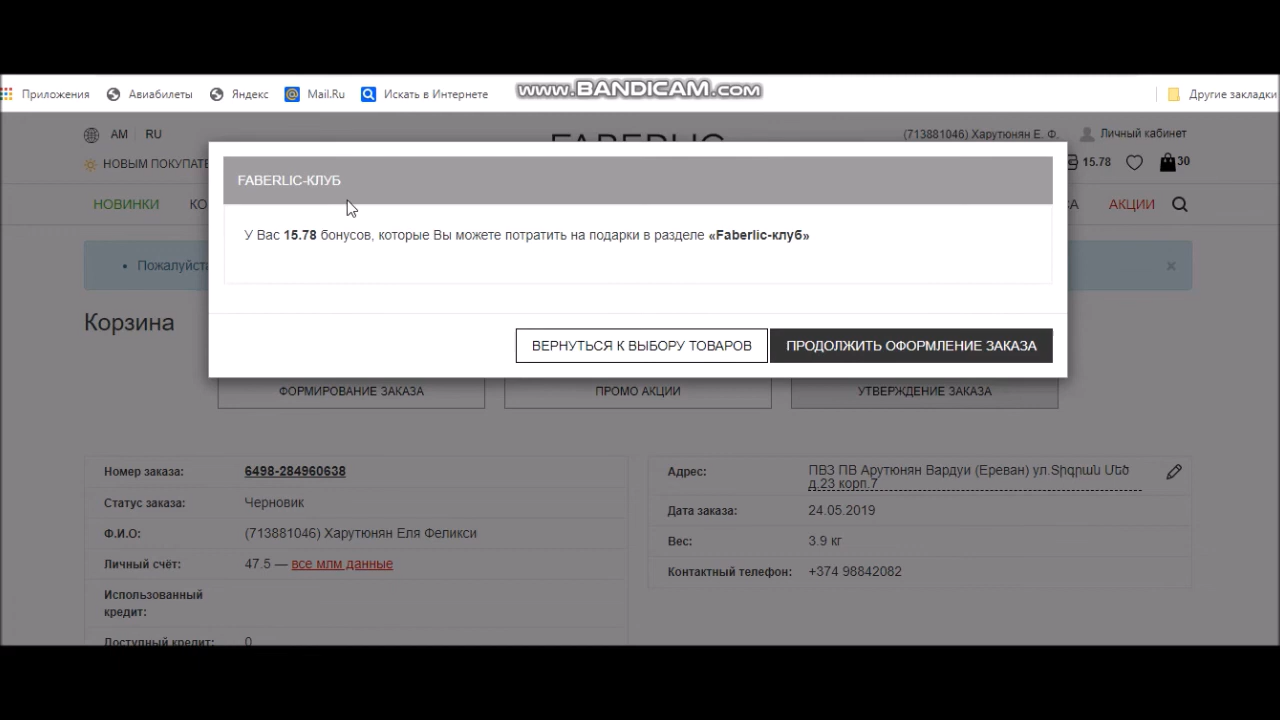 www.BANDICAM.com
Приложения Авиабилеты Яндекс Mail.Ru Искать в Интернете Другие закладки
AM RU FABERLIC (713881046) Харутюнян Е. Ф. Личный кабинет
НОВЫМ ПОКУПАТЕ 15.78 30
НОВИНКИ КО А АКЦИИ
FABERLIC-КЛУБ
У Вас 15.78 бонусов, которые Вы можете потратить на подарки в разделе «Faberlic-клуб»
Пожалуйста
Корзина
ВЕРНУТЬСЯ К ВЫБОРУ ТОВАРОВ ПРОДОЛЖИТЬ ОФОРМЛЕНИЕ ЗАКАЗА
ФОРМИРОВАНИЕ ЗАКАЗА ПРОМО АКЦИИ УТВЕРЖДЕНИЕ ЗАКАЗА
Номер заказа: 6498-284960638
Статус заказа: Черновик
Ф.И.О: (713881046) Харутюнян Еля Феликси
Личный счёт: 47.5 — все млм данные
Использованный
кредит:
Доступный кредит: 0
Адрес: ПВЗ ПВ Арутюнян Вардуи (Ереван) ул.Տիգրան Մեծ
д.23 корп.7
Дата заказа: 24.05.2019
Вес: 3.9 кг
Контактный телефон: +374 98842082